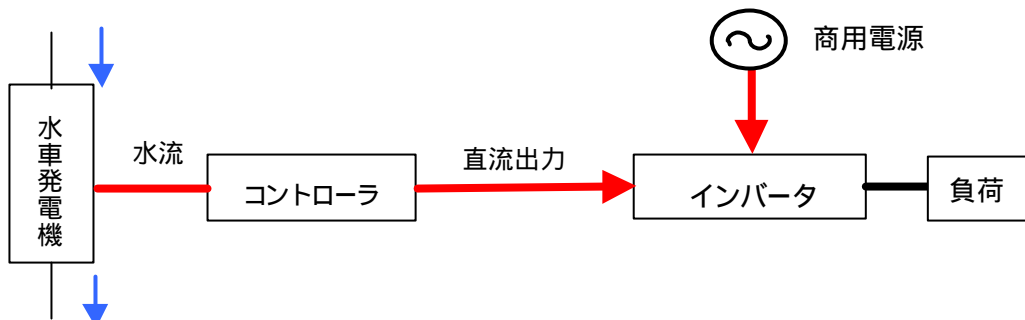 商用電源
水車発電機
水流
コントローラ
直流出力
インバータ
負荷